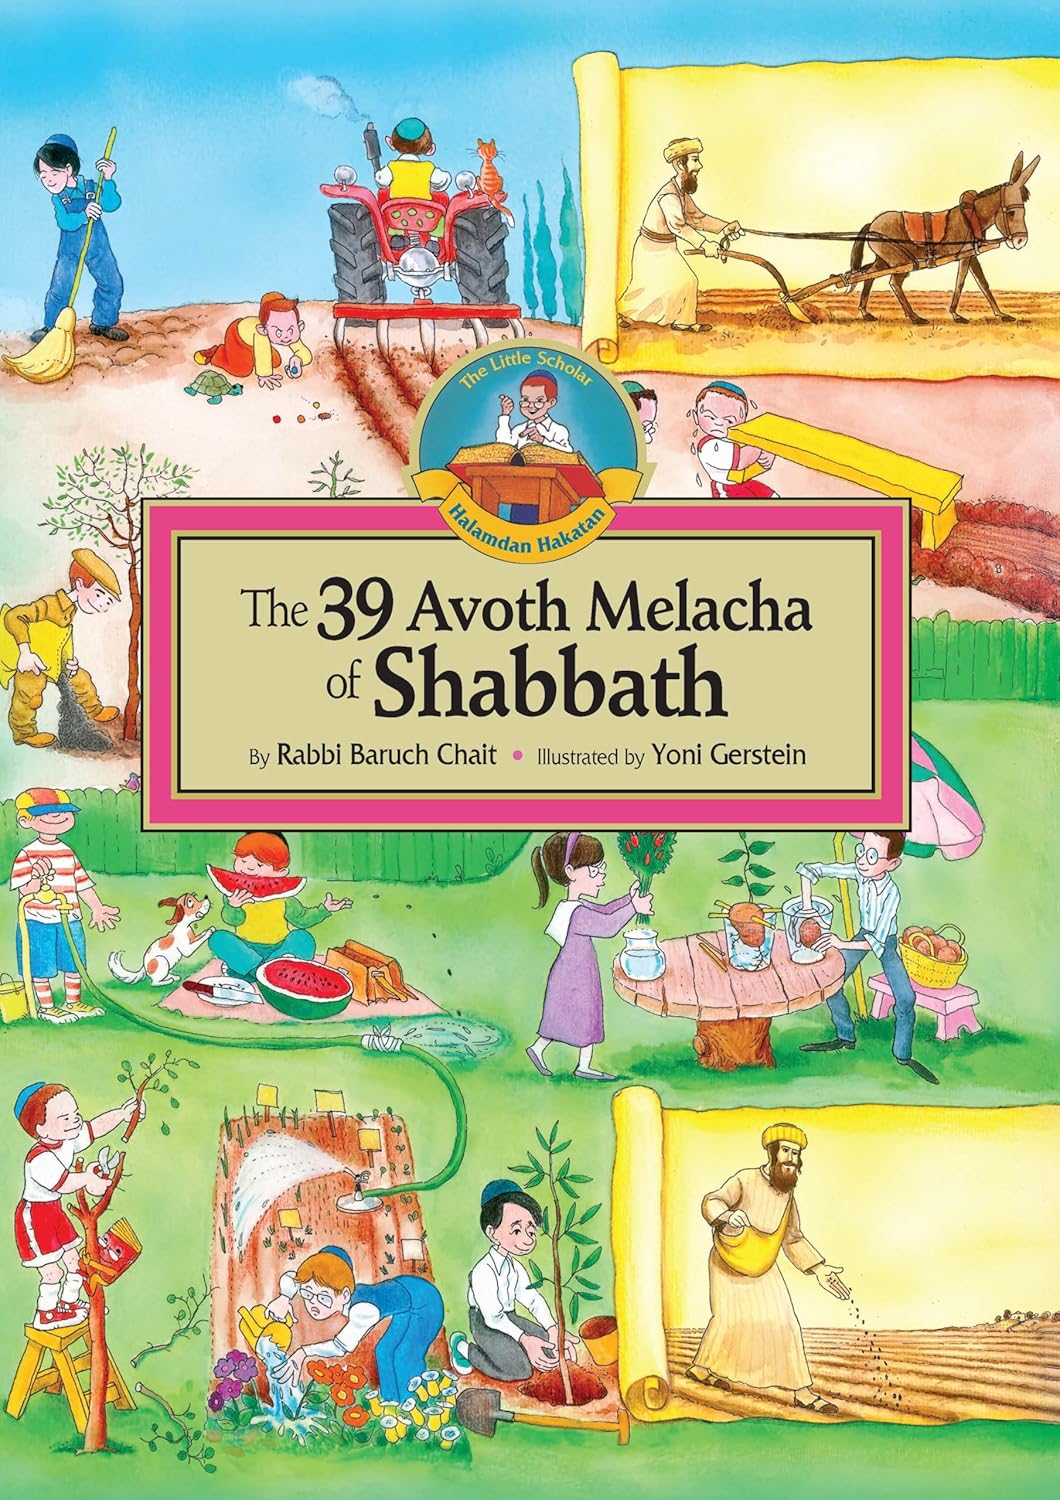 The Little Scholar
Halamdan Hakatan
The 39 Avoth Melacha
of Shabbath
By Rabbi Baruch Chait • Illustrated by Yoni Gerstein